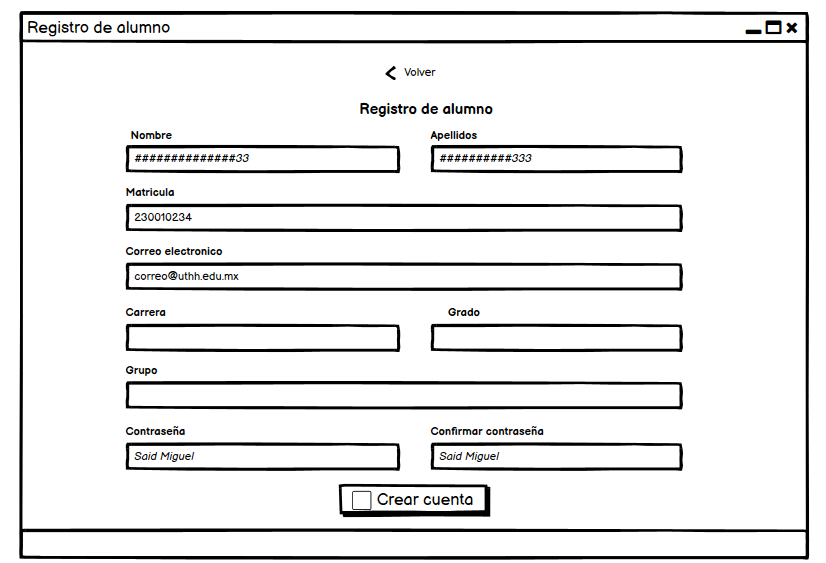 Registro de alumno
Volver
Registro de alumno
Nombre Apellidos
##############33 ##########333
Matricula
230010234
Correo electronico
correo@uthh.edu.mx
Carrera Grado
Grupo
Contraseña Confirmar contraseña
Said Miguel Said Miguel
Crear cuenta